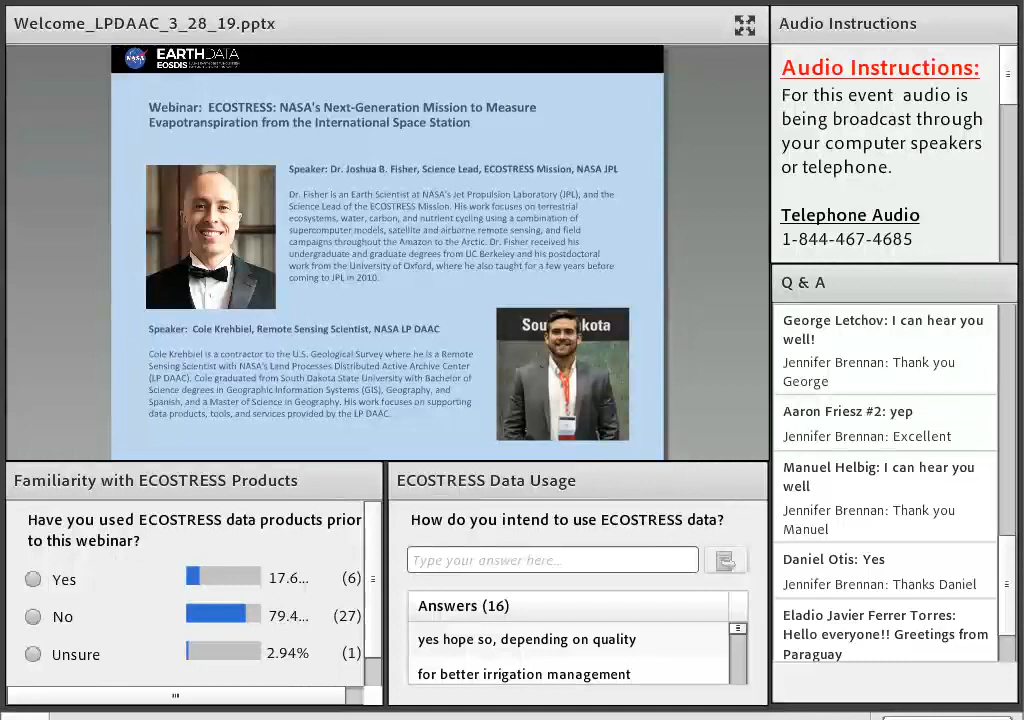 Welcome_LPDAAC_3_28_19.pptx
EARTHDATA
EOSDIS
Webinar: ECOSTRESS: NASA's Next-Generation Mission to Measure
Evapotranspiration from the International Space Station
Speaker: Dr. Joshua B. Fisher, Science Lead, ECOSTRESS Mission, NASA JPL
Dr. Fisher is an Earth Scientist at NASA's Jet Propulsion Laboratory (JPL), and the
Science Lead of the ECOSTRESS Mission. His work focuses on terrestrial
ecosystems, water, carbon, and nutrient cycling using a combination of
supercomputer models, satellite and airborne remote sensing, and field
campaigns throughout the Amazon to the Arctic. Dr. Fisher received his
undergraduate and graduate degrees from UC Berkeley and his postdoctoral
work from the University of Oxford, where he also taught for a few years before
coming to JPL in 2010.
Speaker: Cole Krehbiel, Remote Sensing Scientist, NASA LP DAAC
Cole Krehbiel is a contractor to the U.S. Geological Survey where he is a Remote
Sensing Scientist with NASA's Land Processes Distributed Active Archive Center
(LP DAAC). Cole graduated from South Dakota State University with Bachelor of
Science degrees in Geographic Information Systems (GIS), Geography, and
Spanish, and a Master of Science in Geography. His work focuses on supporting
data products, tools, and services provided by the LP DAAC.
Familiarity with ECOSTRESS Products
Have you used ECOSTRESS data products prior
to this webinar?
Yes 17.6... (6)
No 79.4... (27)
Unsure 2.94% (1)
ECOSTRESS Data Usage
How do you intend to use ECOSTRESS data?
Type your answer here...
Answers (16)
yes hope so, depending on quality
for better irrigation management
Audio Instructions
Audio Instructions:
For this event audio is
being broadcast through
your computer speakers
or telephone.
Telephone Audio
1-844-467-4685
Q & A
George Letchov: I can hear you
well!
Jennifer Brennan: Thank you
George
Aaron Friesz #2: yep
Jennifer Brennan: Excellent
Manuel Helbig: I can hear you
well
Jennifer Brennan: Thank you
Manuel
Daniel Otis: Yes
Jennifer Brennan: Thanks Daniel
Eladio Javier Ferrer Torres:
Hello everyone!! Greetings from
Paraguay